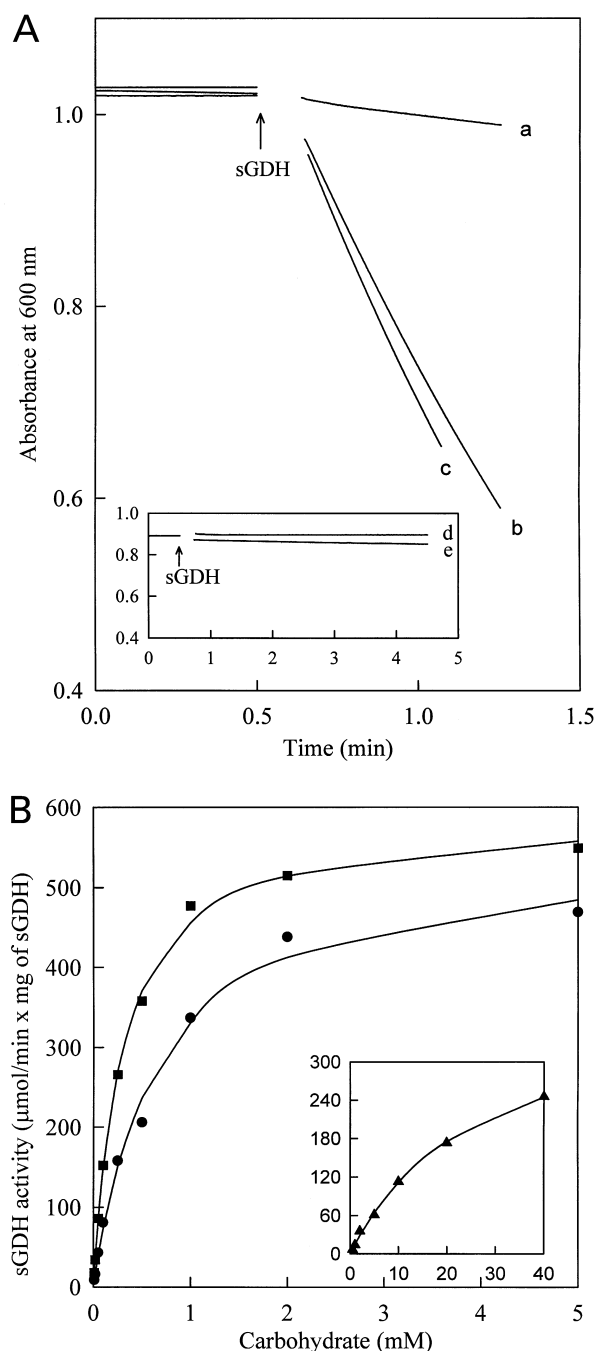 A
Absorbance at 600 nm
1.0
0.8
0.6
0.4
sGDH
a
c
b
1.0
0.8
0.6
0.4
sGDH
d
e
0 1 2 3 4 5
0.0 0.5 1.0 1.5
Time (min)
B
sGDH activity (µmol/min x mg of sGDH)
600
500
400
300
200
100
0
300
240
180
120
60
0
0 10 20 30 40
0 1 2 3 4 5
Carbohydrate (mM)